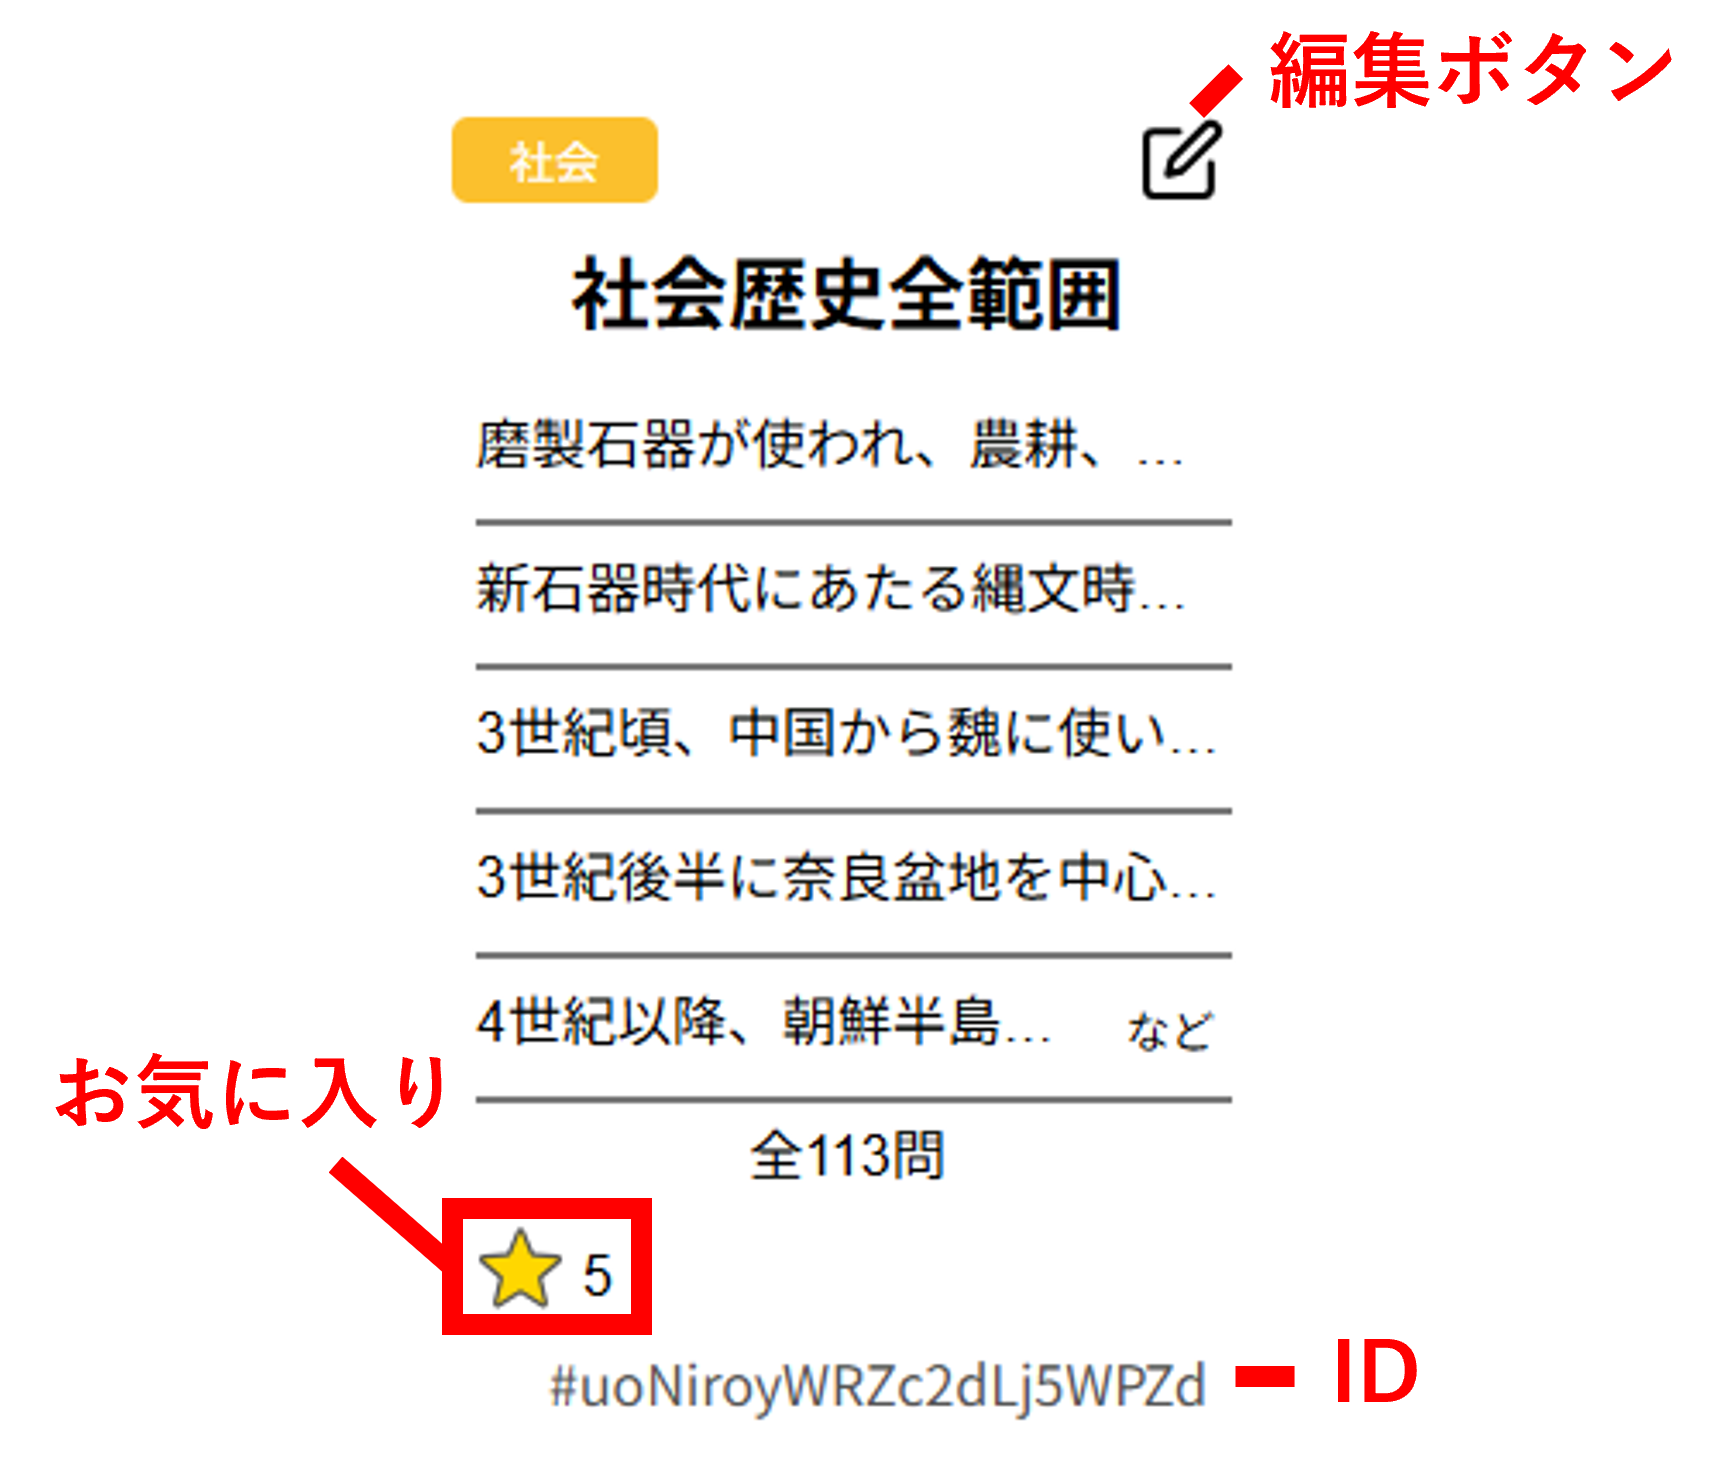 編集ボタン
社会
社会歴史全範囲
磨製石器が使われ、農耕、...
新石器時代にあたる縄文時...
3世紀頃、中国から魏に使い...
3世紀後半に奈良盆地を中心...
4世紀以降、朝鮮半島... など
お気に入り
全113問
5
#uoNiroyWRZc2dLj5WPZd
ID